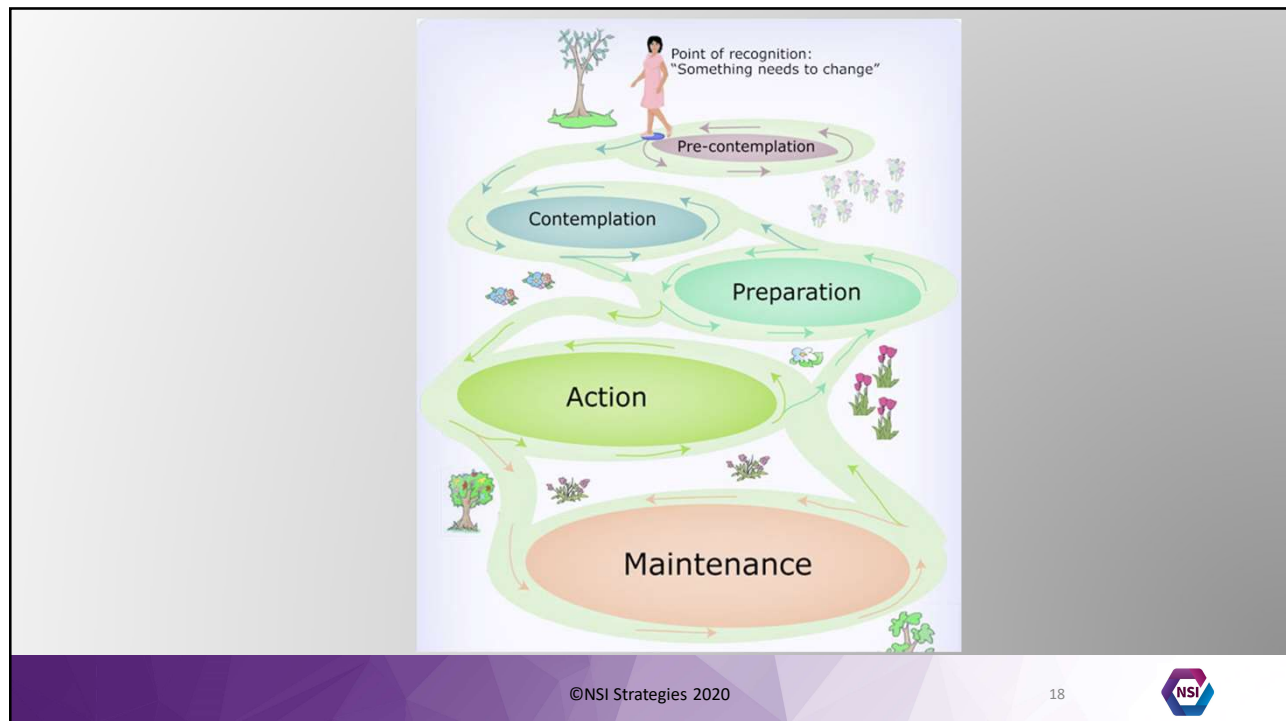 Point of recognition:
“Something needs to change”
Pre-contemplation
Contemplation
Preparation
Action
Maintenance
©NSI Strategies 2020
18
NSI